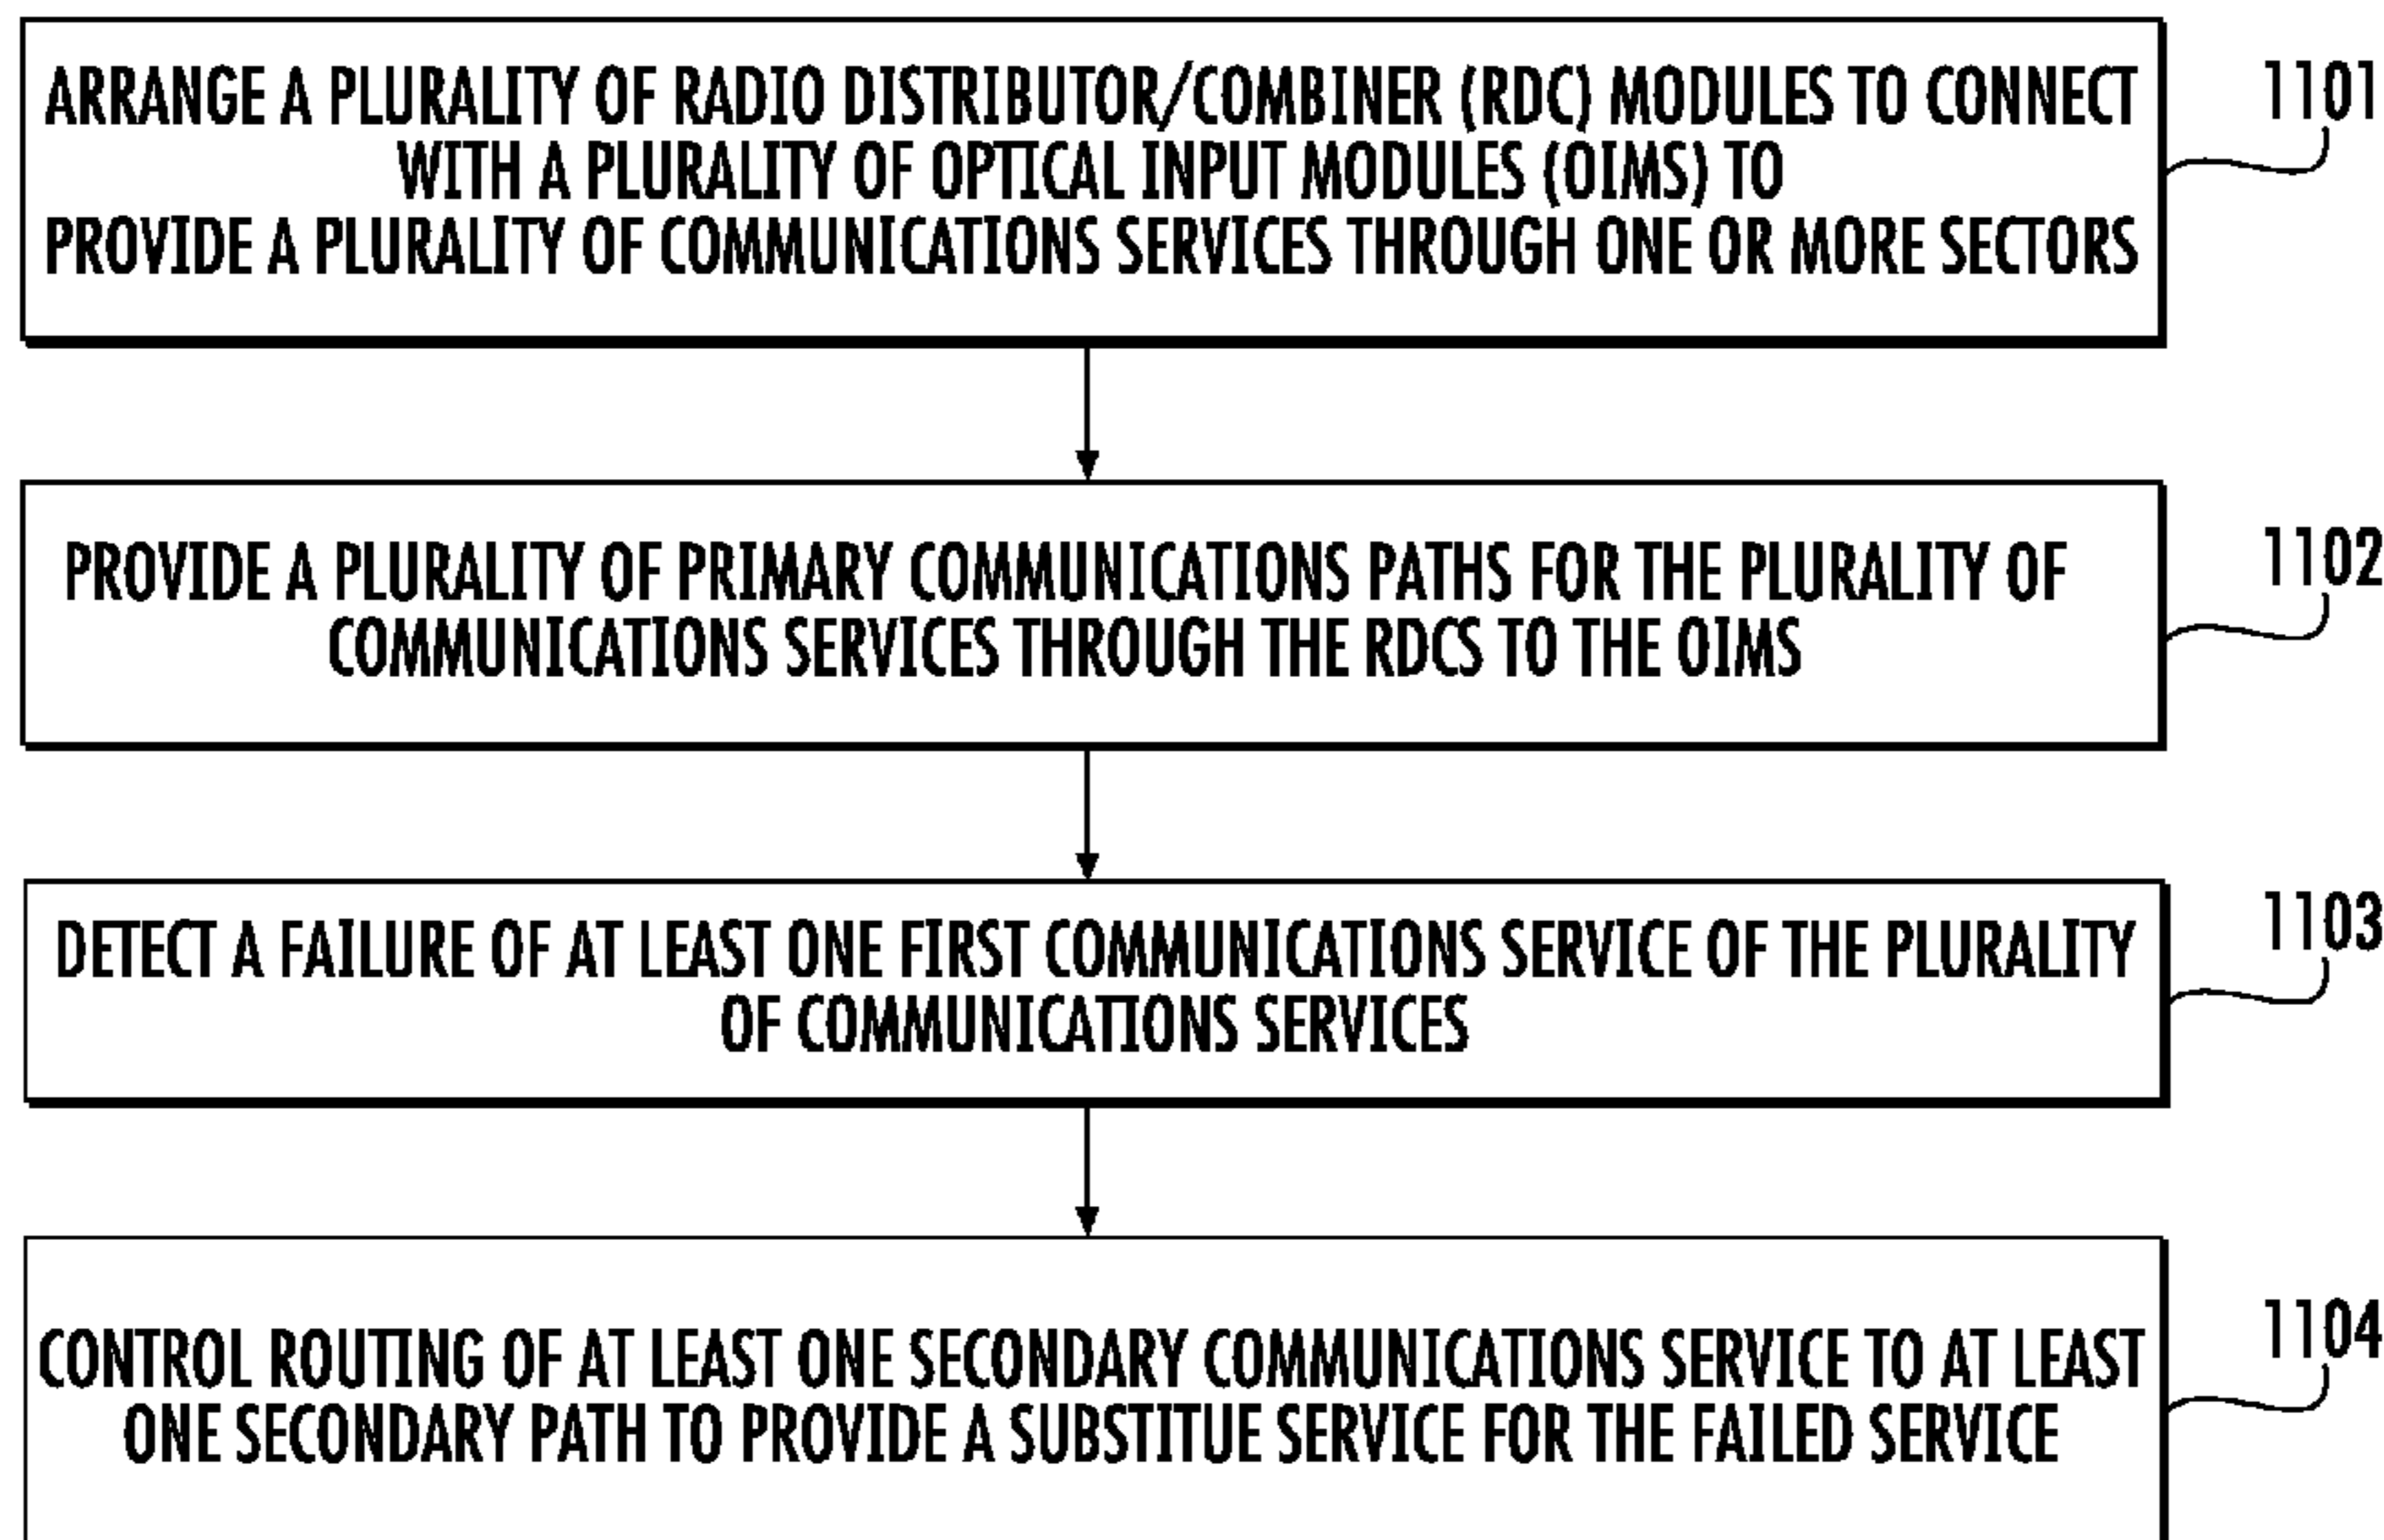 ARRANGE A PLURALITY OF RADIO DISTRIBUTOR/COMBINER (RDC) MODULES TO CONNECT
WITH A PLURALITY OF OPTICAL INPUT MODULES (OIMS) TO
PROVIDE A PLURALITY OF COMMUNICATIONS SERVICES THROUGH ONE OR MORE SECTORS
1101
PROVIDE A PLURALITY OF PRIMARY COMMUNICATIONS PATHS FOR THE PLURALITY OF
COMMUNICATIONS SERVICES THROUGH THE RDCS TO THE OIMS
1102
DETECT A FAILURE OF AT LEAST ONE FIRST COMMUNICATIONS SERVICE OF THE PLURALITY
OF COMMUNICATIONS SERVICES
1103
CONTROL ROUTING OF AT LEAST ONE SECONDARY COMMUNICATIONS SERVICE TO AT LEAST
ONE SECONDARY PATH TO PROVIDE A SUBSTITUE SERVICE FOR THE FAILED SERVICE
1104